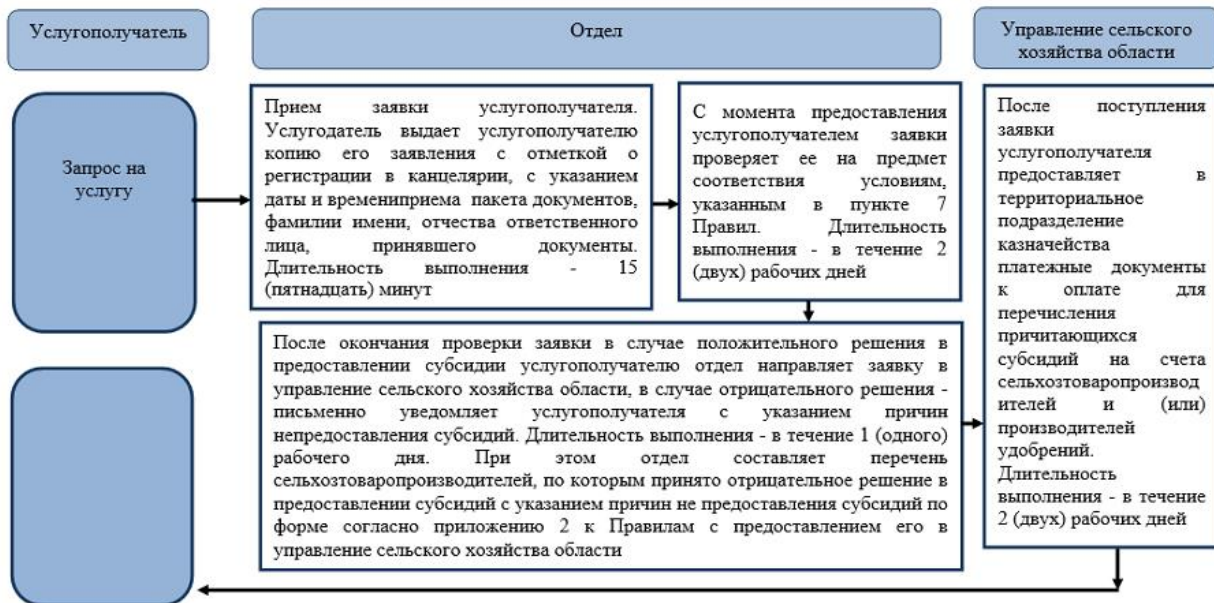 Услугополучатель
Отдел
Управление сельского
хозяйства области
Запрос на
услугу
Прием заявки услугополучателя.
Услугодатель выдает услугополучателю
копию его заявления с отметкой о
регистрации в канцелярии, с указанием
даты и времениприема пакета документов,
фамилии имени, отчества ответственного
лица, принявшего документы.
Длительность выполнения - 15
(пятнадцать) минут
С момента предоставления
услугополучателем заявки
проверяет ее на предмет
соответствия условиям,
указанным в пункте 7
Правил. Длительность
выполнения - в течение 2
(двух) рабочих дней
После окончания проверки заявки в случае положительного решения в
предоставлении субсидии услугополучателю отдел направляет заявку в
управление сельского хозяйства области, в случае отрицательного решения -
письменно уведомляет услугополучателя с указанием причин
непредоставления субсидий. Длительность выполнения - в течение 1 (одного)
рабочего дня. При этом отдел составляет перечень
сельхозтоваропроизводителей, по которым принято отрицательное решение в
предоставлении субсидий с указанием причин не предоставления субсидий по
форме согласно приложению 2 к Правилам с предоставлением его в
управление сельского хозяйства области
После поступления
заявки
услугополучателя
предоставляет в
территориальное
подразделение
казначейства
платежные документы
к оплате для
перечисления
причитающихся
субсидий на счета
сельхозтоваропроизвод
ителей и (или)
производителей
удобрений.
Длительность
выполнения - в течение
2 (двух) рабочих дней